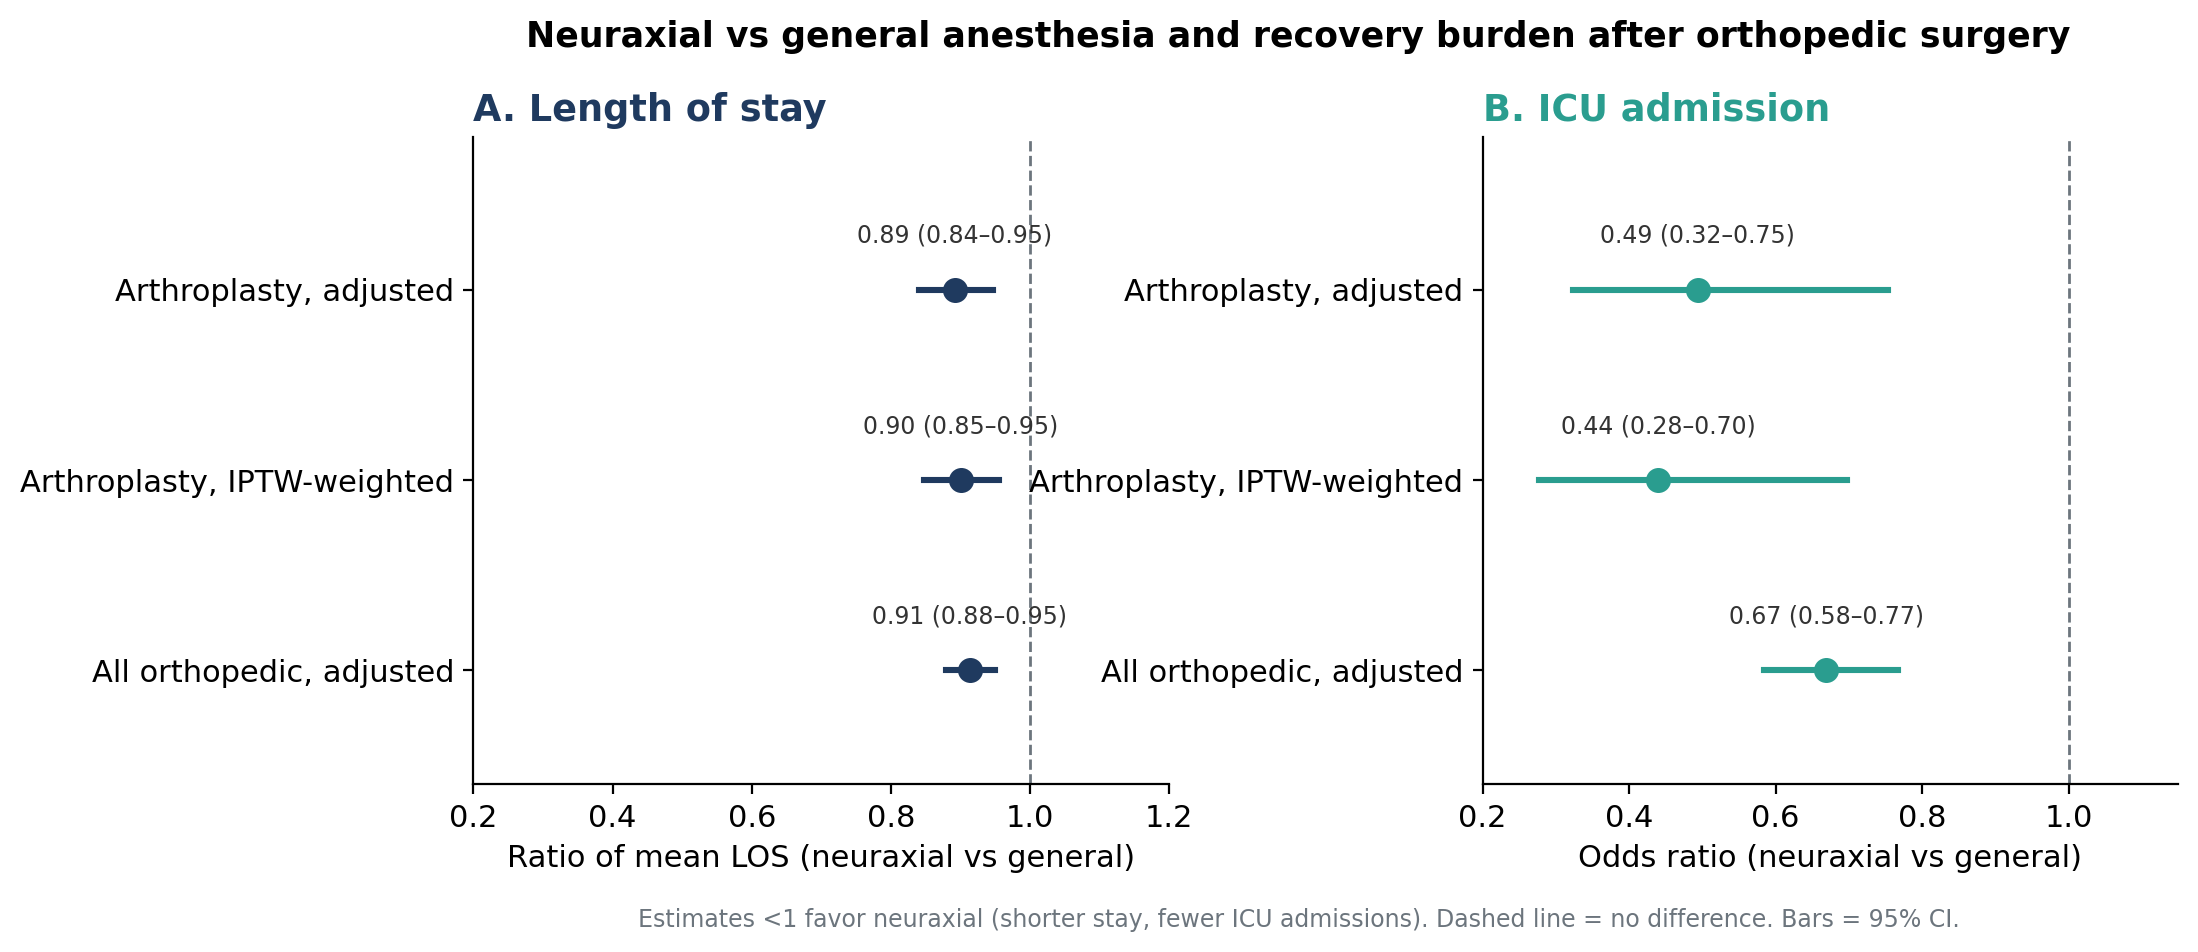 Neuraxial vs general anesthesia and recovery burden after orthopedic surgery
A. Length of stay
0.89 (0.84–0.95)
Arthroplasty, adjusted
0.90 (0.85–0.95)
Arthroplasty, IPTW-weighted
0.91 (0.88–0.95)
All orthopedic, adjusted
0.2 0.4 0.6 0.8 1.0 1.2
Ratio of mean LOS (neuraxial vs general)
B. ICU admission
0.49 (0.32–0.75)
Arthroplasty, adjusted
0.44 (0.28–0.70)
Arthroplasty, IPTW-weighted
0.67 (0.58–0.77)
All orthopedic, adjusted
0.2 0.4 0.6 0.8 1.0
Odds ratio (neuraxial vs general)
Estimates <1 favor neuraxial (shorter stay, fewer ICU admissions). Dashed line = no difference. Bars = 95% CI.